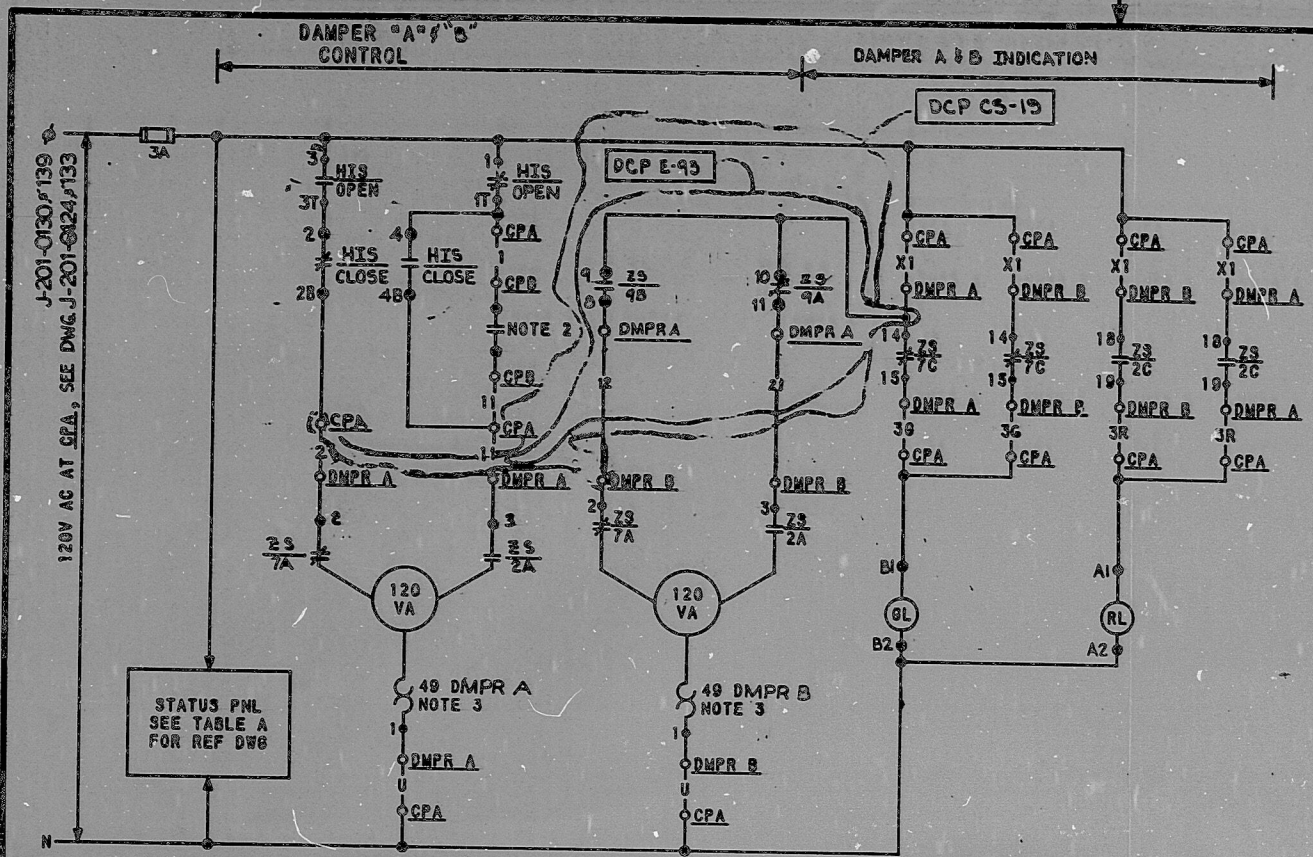 DAMPER "A" & "B"
CONTROL
DAMPER A & B INDICATION
DCP CS-19
DCP E-93
J-201-0130,#139
120V AC AT CPA, SEE DWG.J-201-0124,#133
3A
3
HIS
OPEN
3T
2
HIS
CLOSE
2B
4
HIS
CLOSE
4B
1
HIS
OPEN
1T
CPA
1
CPB
NOTE 2
CPB
11
CPA
11
DMPR A
3
ZS
2A
CPA
2
DMPR A
2
ZS
7A
120
VA
49 DMPR A
NOTE 3
1
DMPR A
U
CPA
9
ZS
9B
8
DMPR A
12
DMPR B
2
ZS
7A
10
ZS
9A
11
DMPR A
DMPR B
3
ZS
2A
120
VA
49 DMPR B
NOTE 3
1
DMPR B
U
CPA
CPA
X1
DMPR A
14
ZS
7C
15
DMPR A
3G
CPA
CPA
X1
DMPR B
14
ZS
7C
15
3G
CPA
B1
GL
B2
CPA
X1
DMPR B
18
ZS
2C
19
DMPR B
3R
CPA
CPA
X1
DMPR A
18
ZS
2C
19
DMPR A
3R
CPA
A1
RL
A2
STATUS PNL
SEE TABLE A
FOR REF DWG
N